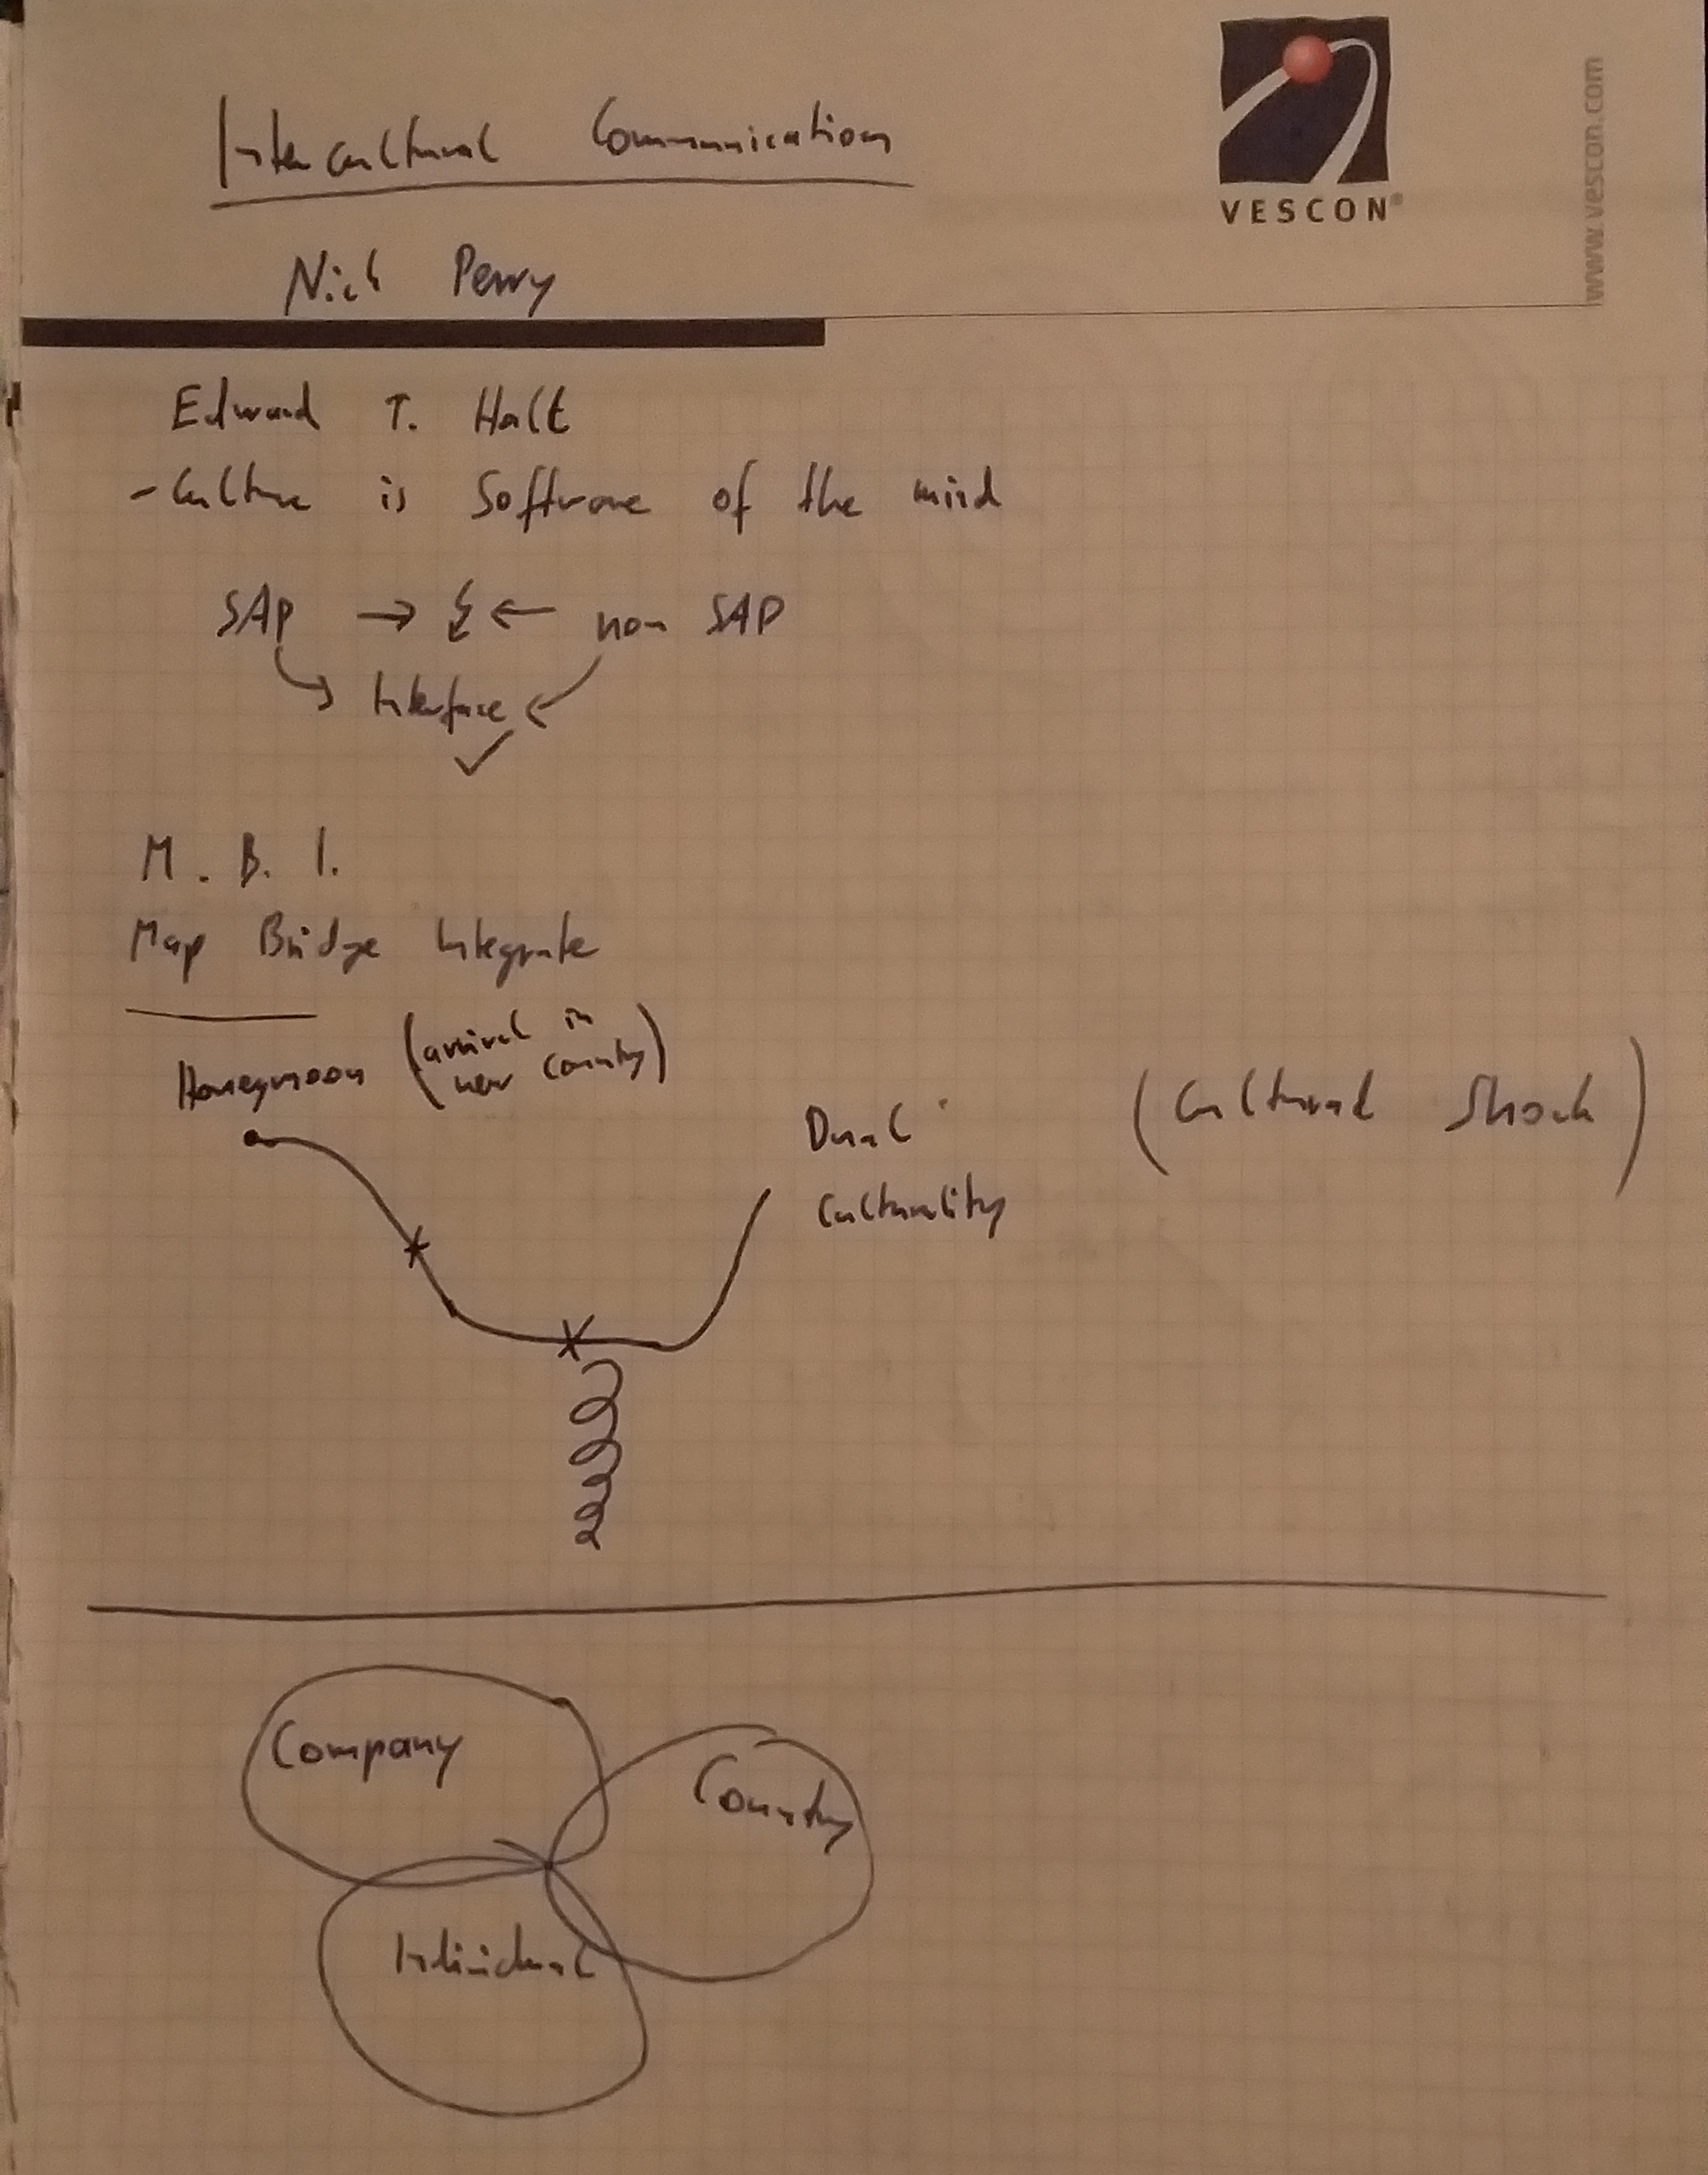 Intercultural Communication
VESCON®
www.vescon.com
Nick Perry
Edward T. Halt
- Culture is Software of the mind
SAP → ← non SAP
Interface
✓
M. B. I.
Map Bridge Integrate
Honeymoon (arrival in
new country)
Dual
Culturality
(Cultural Shock)
Company
Country
Individual